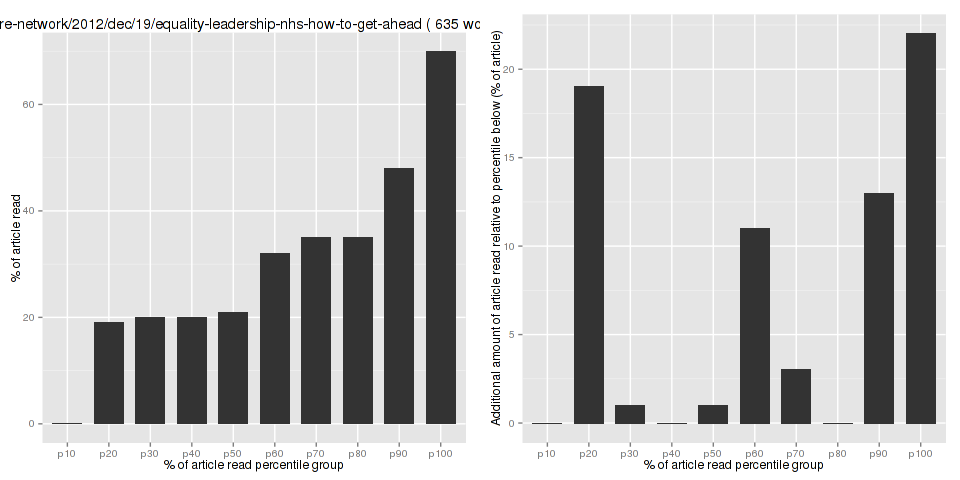 re-network/2012/dec/19/equality-leadership-nhs-how-to-get-ahead ( 635 wo
% of article read
60
40
20
0
p10 p20 p30 p40 p50 p60 p70 p80 p90 p100
% of article read percentile group
Additional amount of article read relative to percentile below (% of article)
20
15
10
5
0
p10 p20 p30 p40 p50 p60 p70 p80 p90 p100
% of article read percentile group